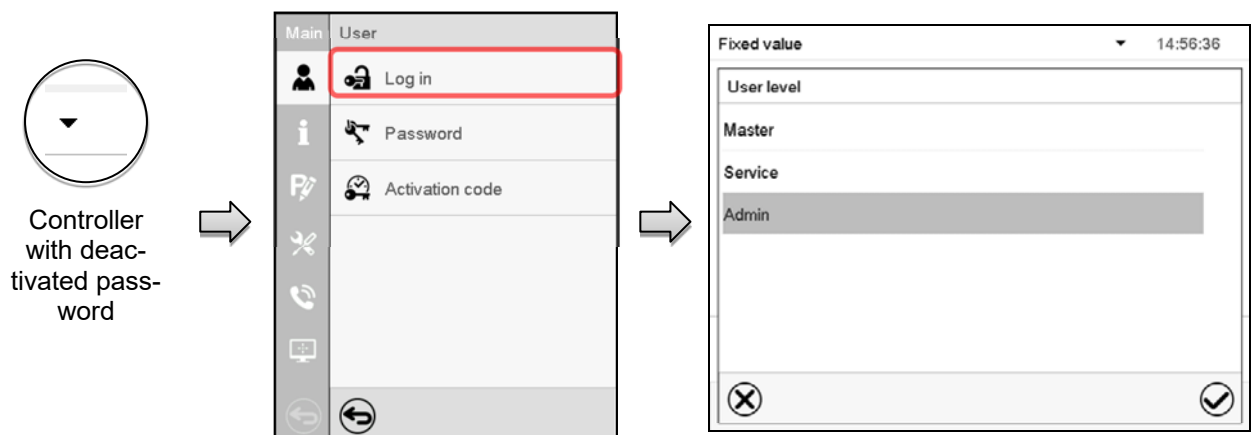 Controller
with deac-
tivated pass-
word
Main
User
Log in
Password
Activation code
Fixed value
14:56:36
User level
Master
Service
Admin